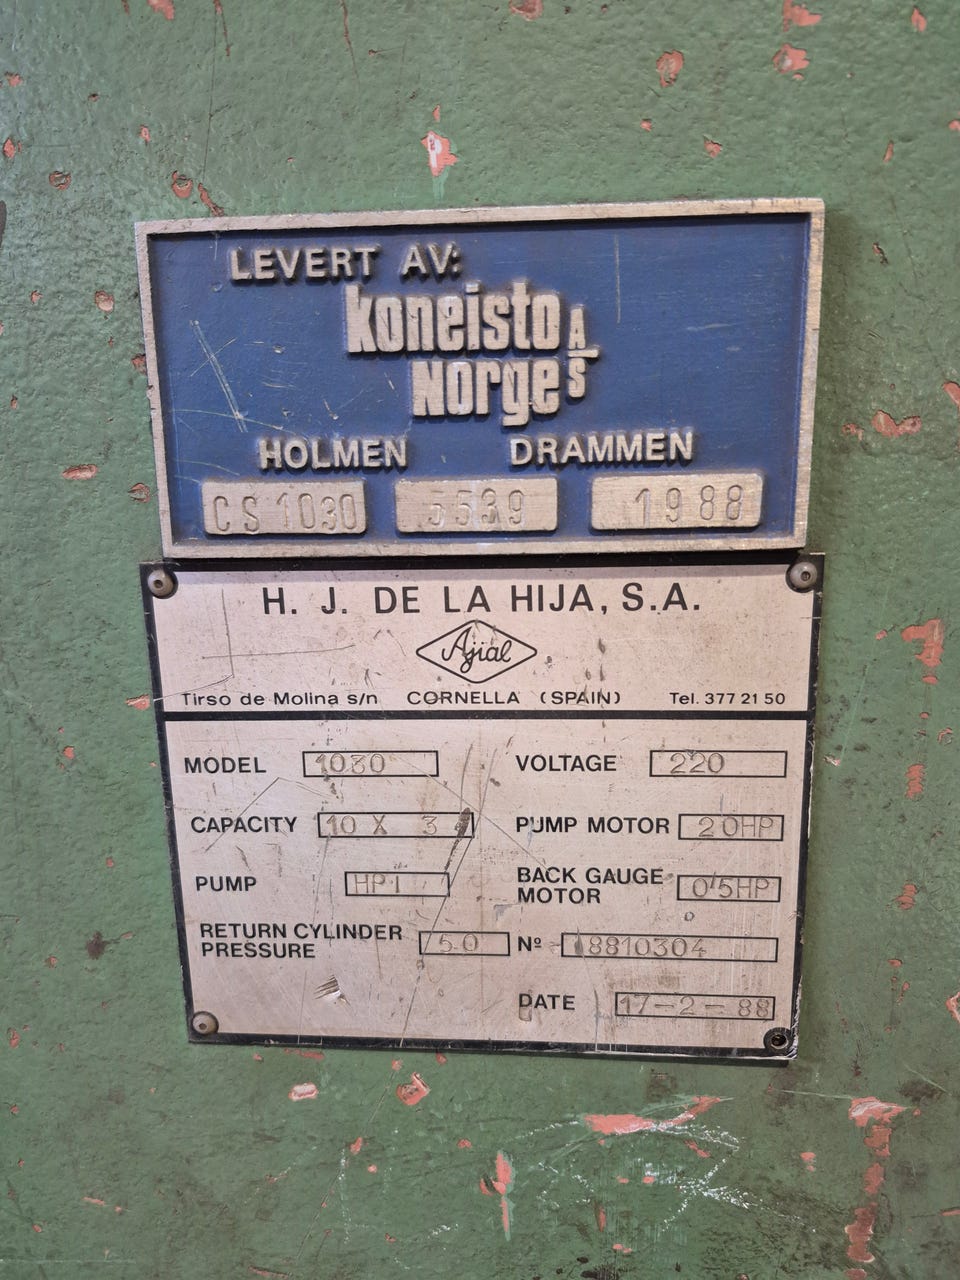 LEVERT AV:
koneisto A/S
Norge
HOLMEN DRAMMEN
CS 1030 5539 1988
H. J. DE LA HIJA, S.A.
Ajial
Tirso de Molina s/n CORNELLA (SPAIN) Tel. 377 21 50
MODEL 1030 VOLTAGE 220
CAPACITY 10 X 3 PUMP MOTOR 20HP
PUMP HP1 BACK GAUGE MOTOR 0'5HP
RETURN CYLINDER PRESSURE 50 Nº 8810304
DATE 17-2-88